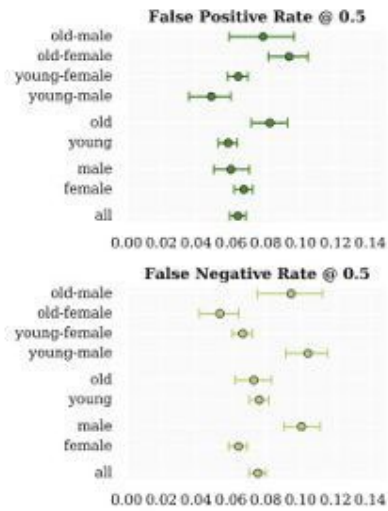 False Positive Rate @ 0.5
old-male
old-female
young-female
young-male
old
young
male
female
all
0.00 0.02 0.04 0.06 0.08 0.10 0.12 0.14
False Negative Rate @ 0.5
old-male
old-female
young-female
young-male
old
young
male
female
all
0.00 0.02 0.04 0.06 0.08 0.10 0.12 0.14